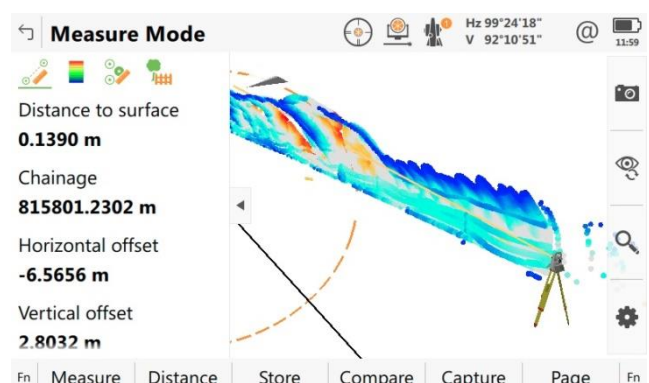 Measure Mode
Hz 99°24'18"
V 92°10'51"
@
11:59
Distance to surface
0.1390 m
Chainage
815801.2302 m
Horizontal offset
-6.5656 m
Vertical offset
2.8032 m
Fn Measure Distance Store Compare Capture Page Fn